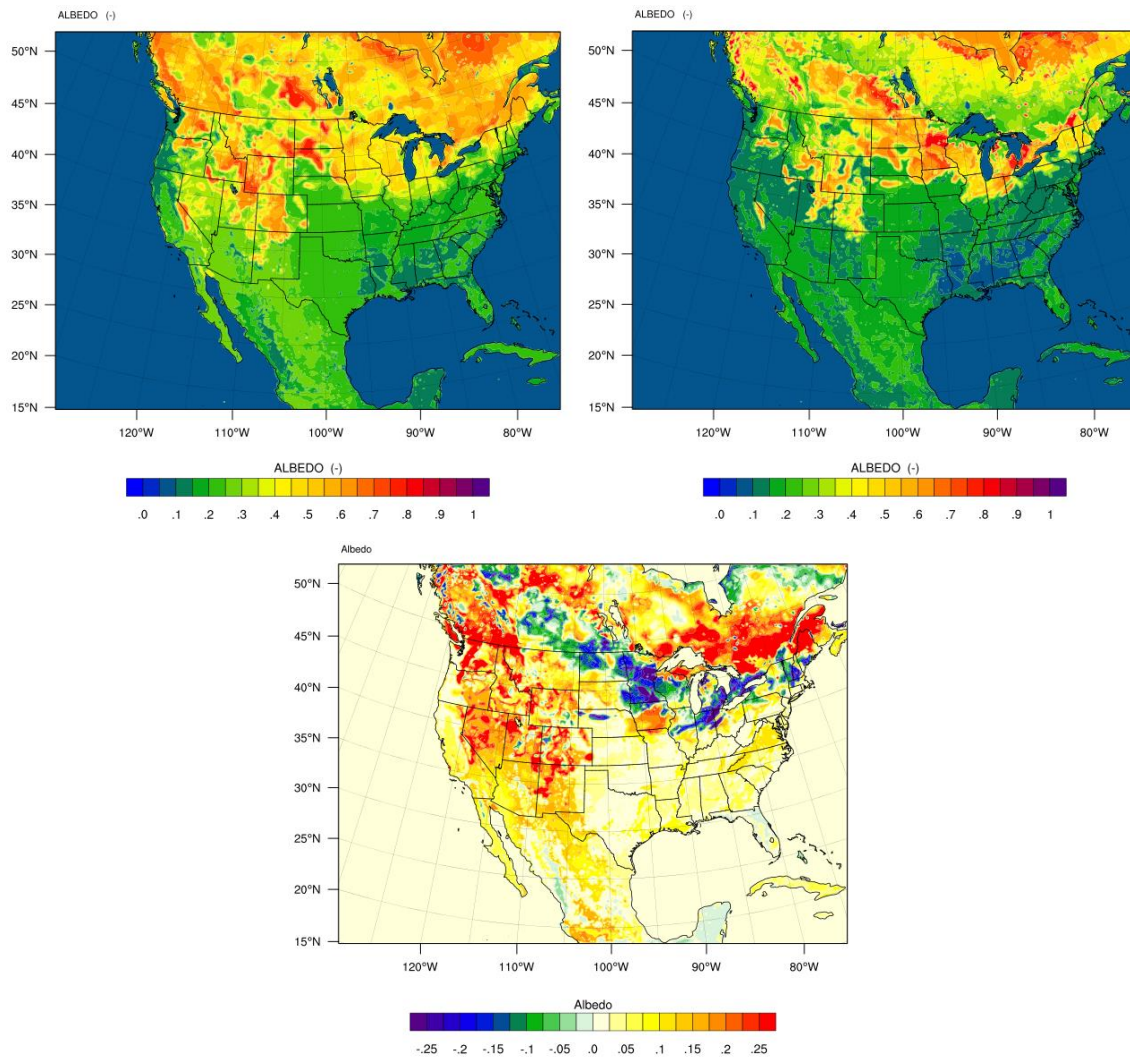 ALBEDO (-)
50°N
45°N
40°N
35°N
30°N
25°N
20°N
15°N
120°W 110°W 100°W 90°W 80°W
ALBEDO (-)
.0 .1 .2 .3 .4 .5 .6 .7 .8 .9 1
ALBEDO (-)
50°N
45°N
40°N
35°N
30°N
25°N
20°N
15°N
120°W 110°W 100°W 90°W 80°W
ALBEDO (-)
.0 .1 .2 .3 .4 .5 .6 .7 .8 .9 1
Albedo
50°N
45°N
40°N
35°N
30°N
25°N
20°N
15°N
120°W 110°W 100°W 90°W 80°W
Albedo
-.25 -.2 -.15 -.1 -.05 .0 .05 .1 .15 .2 .25